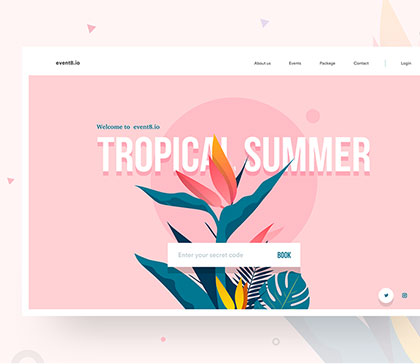 event8.io
About us Events Package Contact Login
Welcome to event8.io
TROPICAL SUMMER
Enter your secret code BOOK